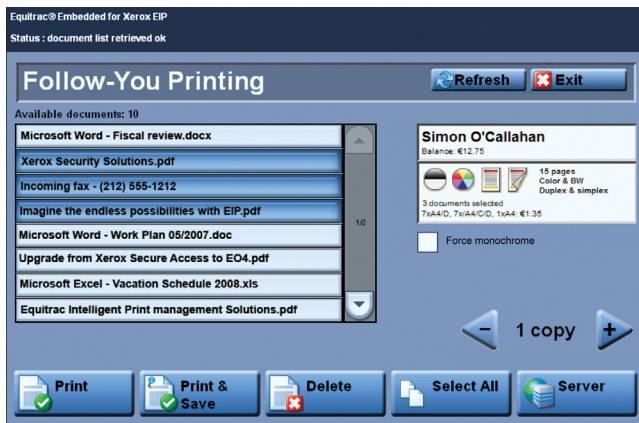 Equitrac® Embedded for Xerox EIP
Status : document list retrieved ok
Follow-You Printing
Refresh
Exit
Available documents: 10
Microsoft Word - Fiscal review.docx
Xerox Security Solutions.pdf
Incoming fax - (212) 555-1212
Imagine the endless possibilities with EIP.pdf
Microsoft Word - Work Plan 05/2007.doc
Upgrade from Xerox Secure Access to EO4.pdf
Microsoft Excel - Vacation Schedule 2008.xls
Equitrac Intelligent Print management Solutions.pdf
1/2
Simon O'Callahan
Balance: €12.75
15 pages
Color & BW
Duplex & simplex
3 documents selected
7xA4/D, 7x/A4/C/D, 1xA4: €1.35
Force monochrome
1 copy
Print
Print &
Save
Delete
Select All
Server